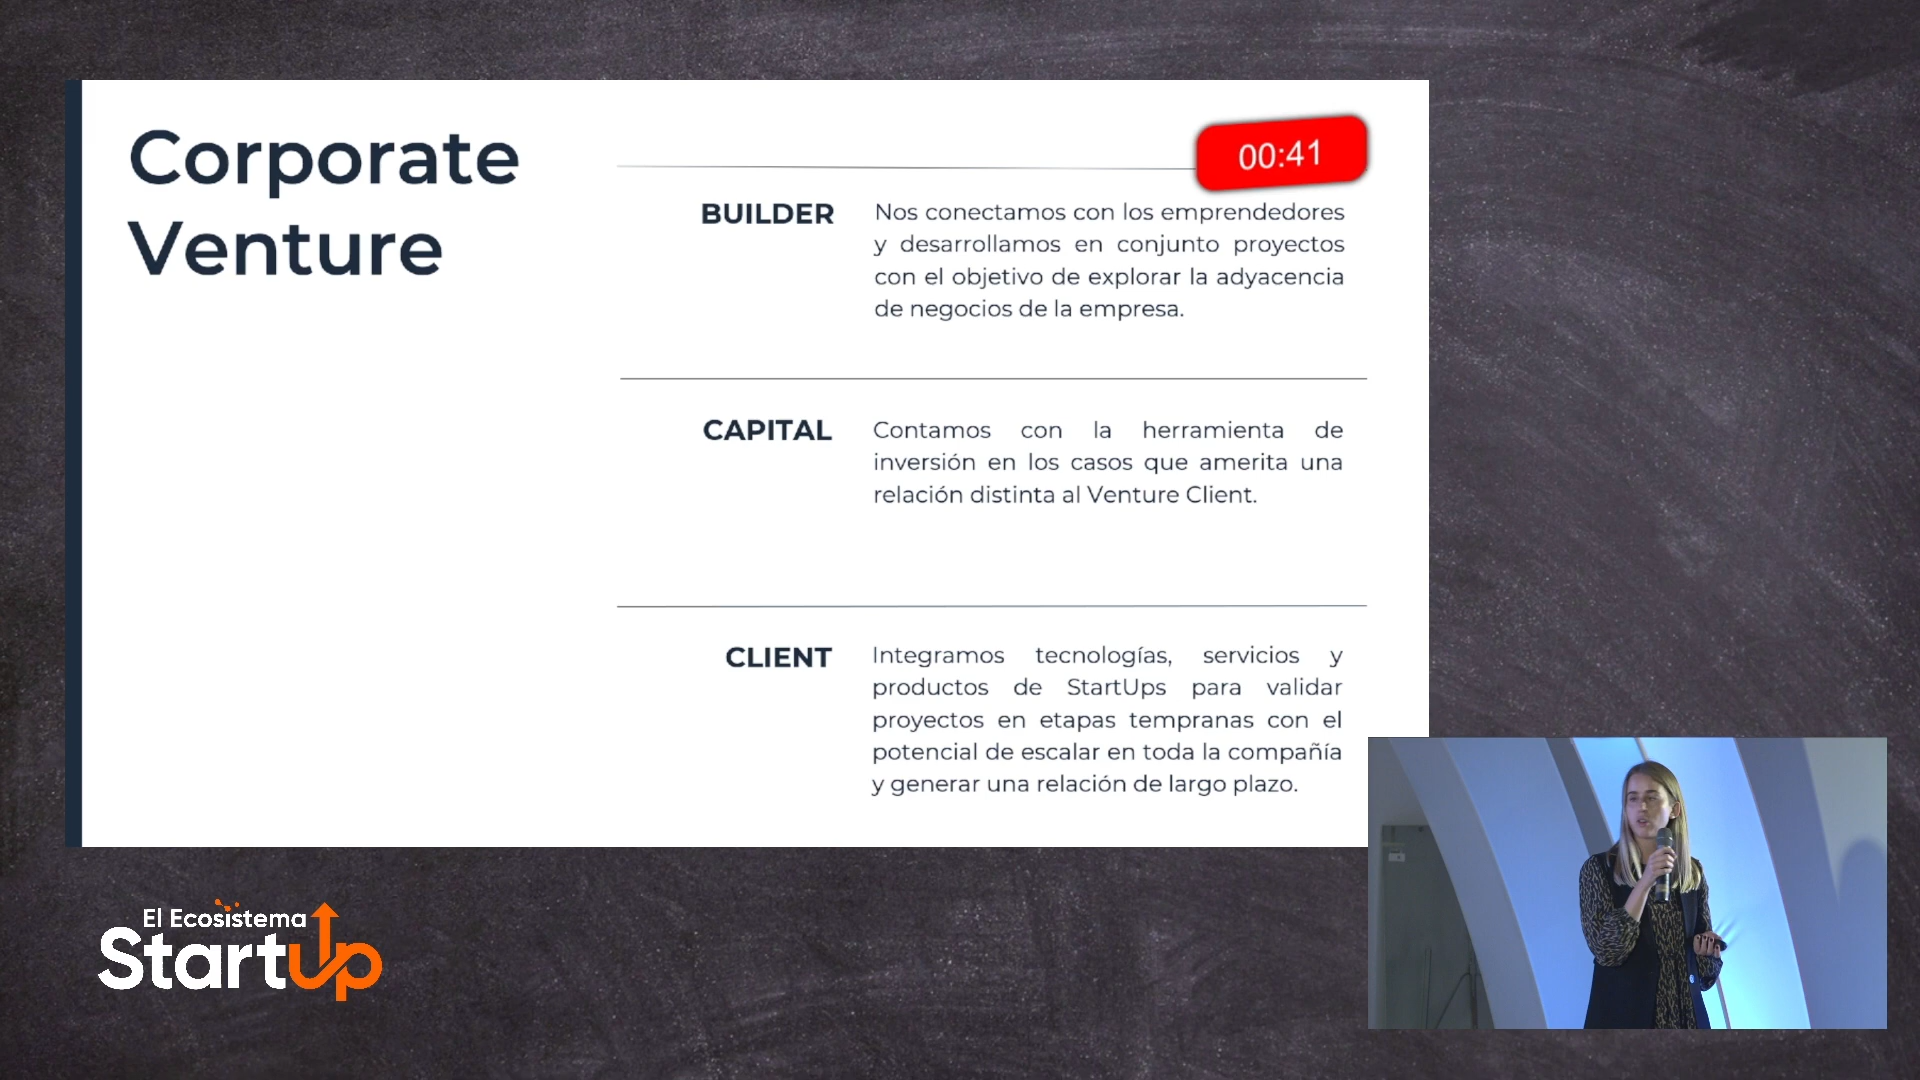 Corporate
Venture
00:41
BUILDER
Nos conectamos con los emprendedores
y desarrollamos en conjunto proyectos
con el objetivo de explorar la adyacencia
de negocios de la empresa.
CAPITAL
Contamos con la herramienta de
inversión en los casos que amerita una
relación distinta al Venture Client.
CLIENT
Integramos tecnologías, servicios y
productos de StartUps para validar
proyectos en etapas tempranas con el
potencial de escalar en toda la compañía
y generar una relación de largo plazo.
El Ecosistema
StartUp